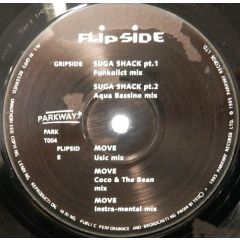 FLiPSiDE
GRIPSIDE
SUGA SHACK pt.1
Funkolict mix
SUGA SHACK pt.2
Aqua Bassino mix
PARKWAY
PARK
T004
FLIPSID
E
MOVE
Usic mix
MOVE
Coco & The Bean
mix
MOVE
Instra-mental mix